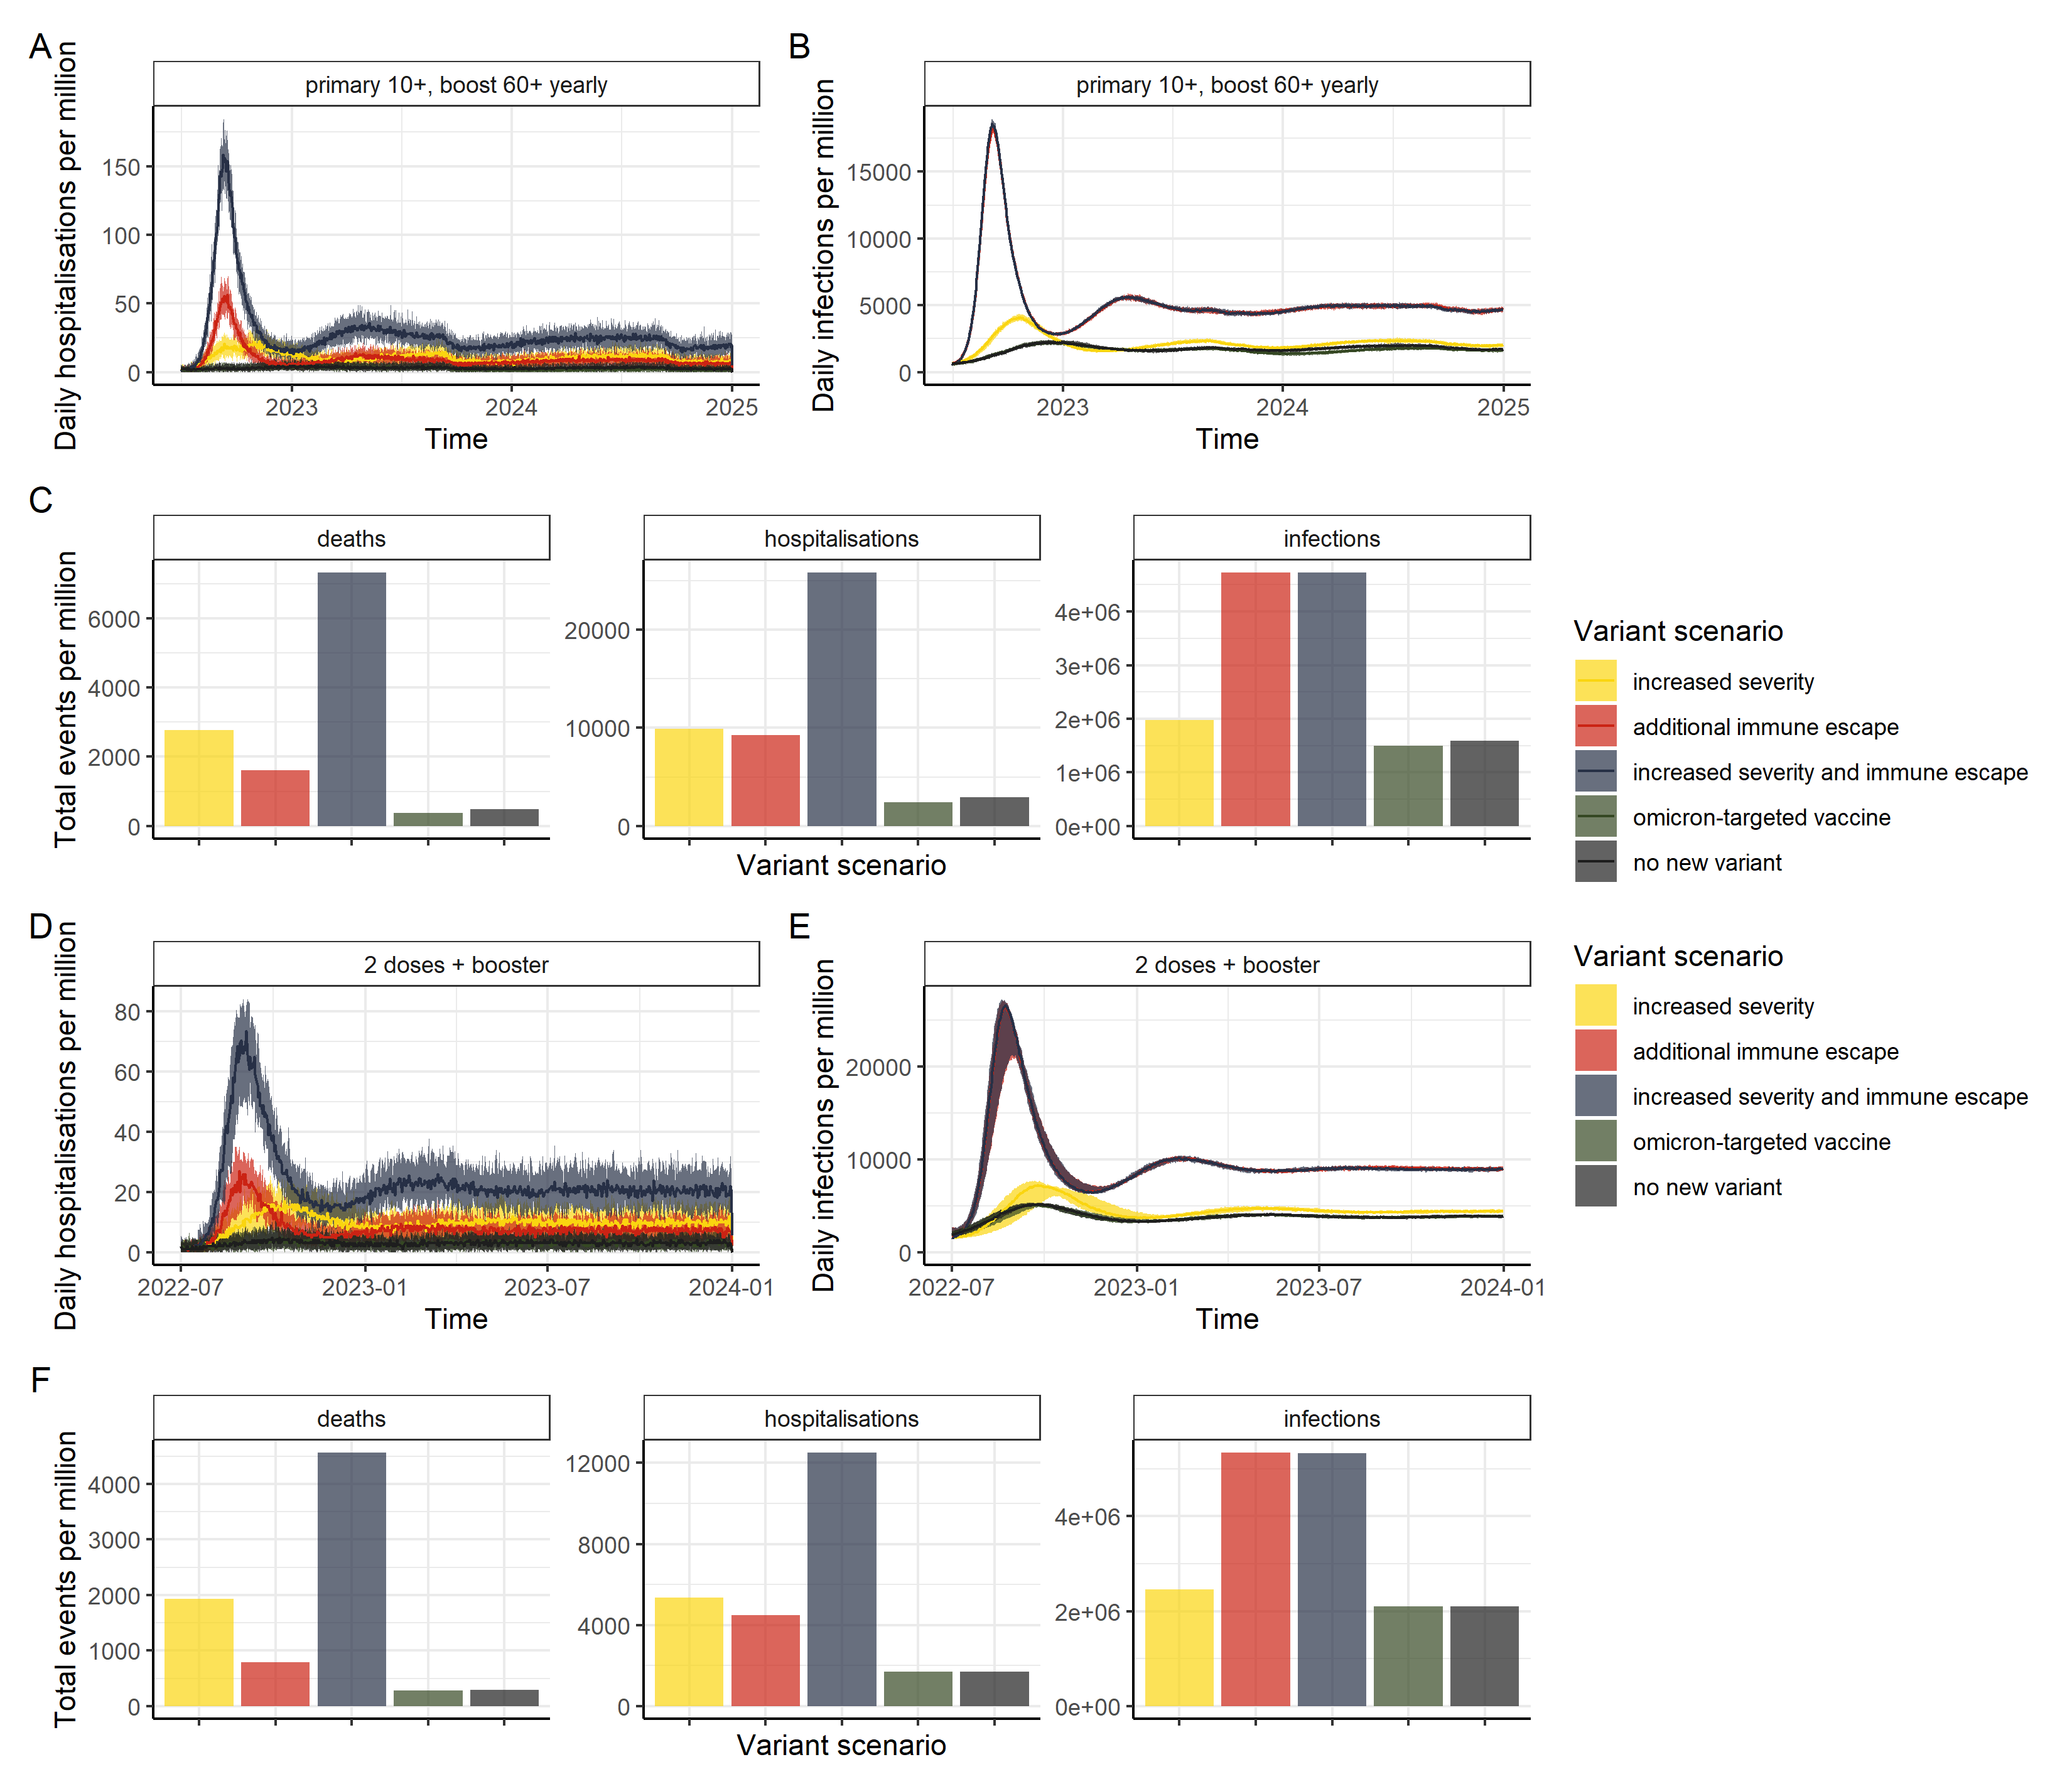 A
B
primary 10+, boost 60+ yearly
primary 10+, boost 60+ yearly
Daily hospitalisations per million
150
100
50
0
2023
2024
2025
Time
Daily infections per million
15000
10000
5000
0
2023
2024
2025
Time
C
deaths
hospitalisations
infections
Total events per million
6000
4000
2000
0
20000
10000
0
4e+06
3e+06
2e+06
1e+06
0e+00
Variant scenario
Variant scenario
increased severity
additional immune escape
increased severity and immune escape
omicron-targeted vaccine
no new variant
D
E
2 doses + booster
2 doses + booster
Daily hospitalisations per million
80
60
40
20
0
2022-07
2023-01
2023-07
2024-01
Time
Daily infections per million
20000
10000
0
2022-07
2023-01
2023-07
2024-01
Time
Variant scenario
increased severity
additional immune escape
increased severity and immune escape
omicron-targeted vaccine
no new variant
F
deaths
hospitalisations
infections
Total events per million
4000
3000
2000
1000
0
12000
8000
4000
0
4e+06
2e+06
0e+00
Variant scenario